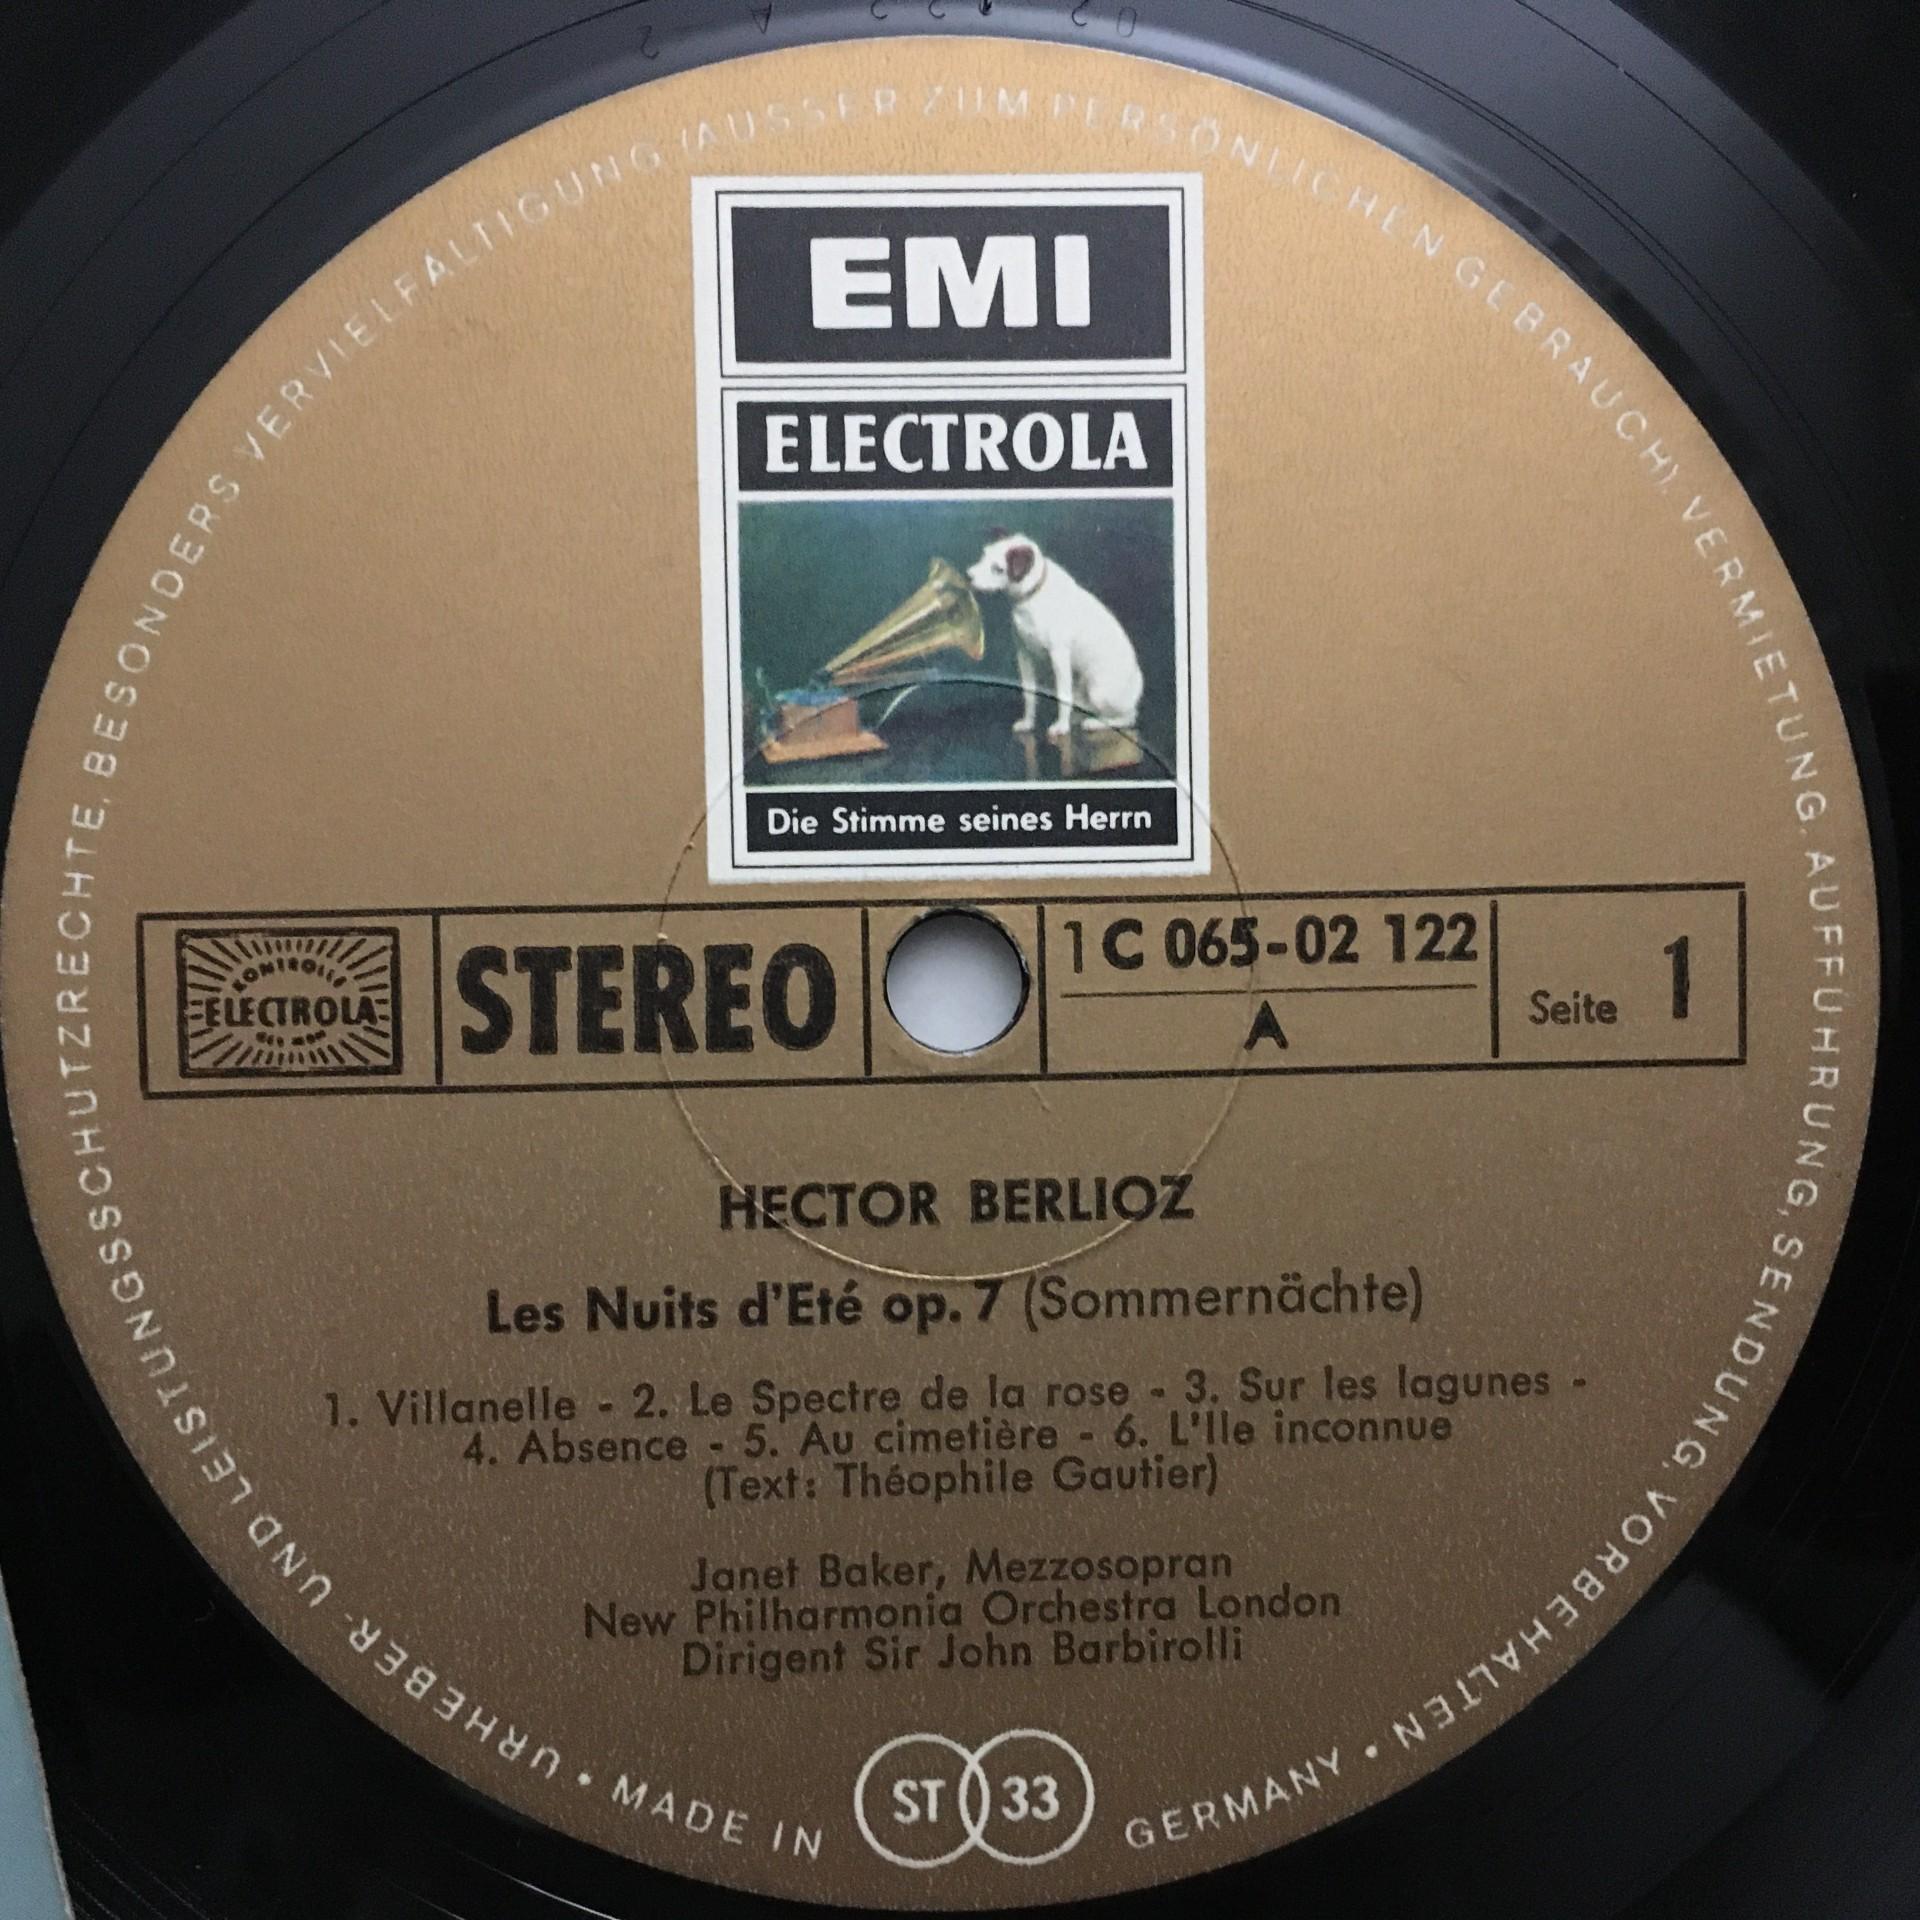 EMI
ELECTROLA
Die Stimme seines Herrn
KONTROLLE
ELECTROLA
STEREO
1 C 065-02 122
A
Seite 1
HECTOR BERLIOZ
Les Nuits d'Eté op. 7 (Sommernächte)
1. Villanelle - 2. Le Spectre de la rose - 3. Sur les lagunes -
4. Absence - 5. Au cimetière - 6. L'Ile inconnue
(Text: Théophile Gautier)
Janet Baker, Mezzosopran
New Philharmonia Orchestra London
Dirigent Sir John Barbirolli
ST 33
URHEBER- UND LEISTUNGSSCHUTZRECHTE, BESONDERS VERVIELFÄLTIGUNG (AUSSER ZUM PERSÖNLICHEN GEBRAUCH), VERMIETUNG, AUFFÜHRUNG, SENDUNG, VORBEHALTEN •
MADE IN GERMANY •